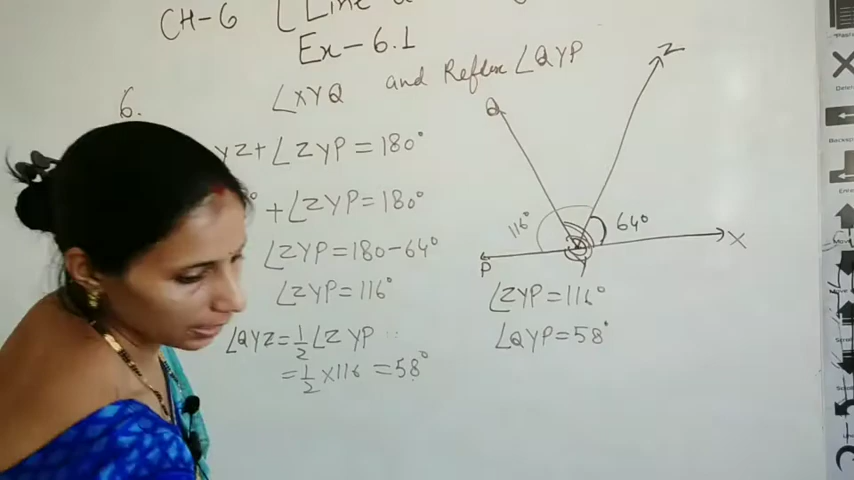 CH-6
Ex-6.1
∠XYQ and Reflex ∠QYP
6.
YZ+∠ZYP=180°
°+∠ZYP=180°
∠ZYP=180-64°
∠ZYP=116°
∠QYZ=1/2∠ZYP
=1/2×116=58°
Q
Z
116°
64°
P
X
∠ZYP=116°
∠QYP=58°